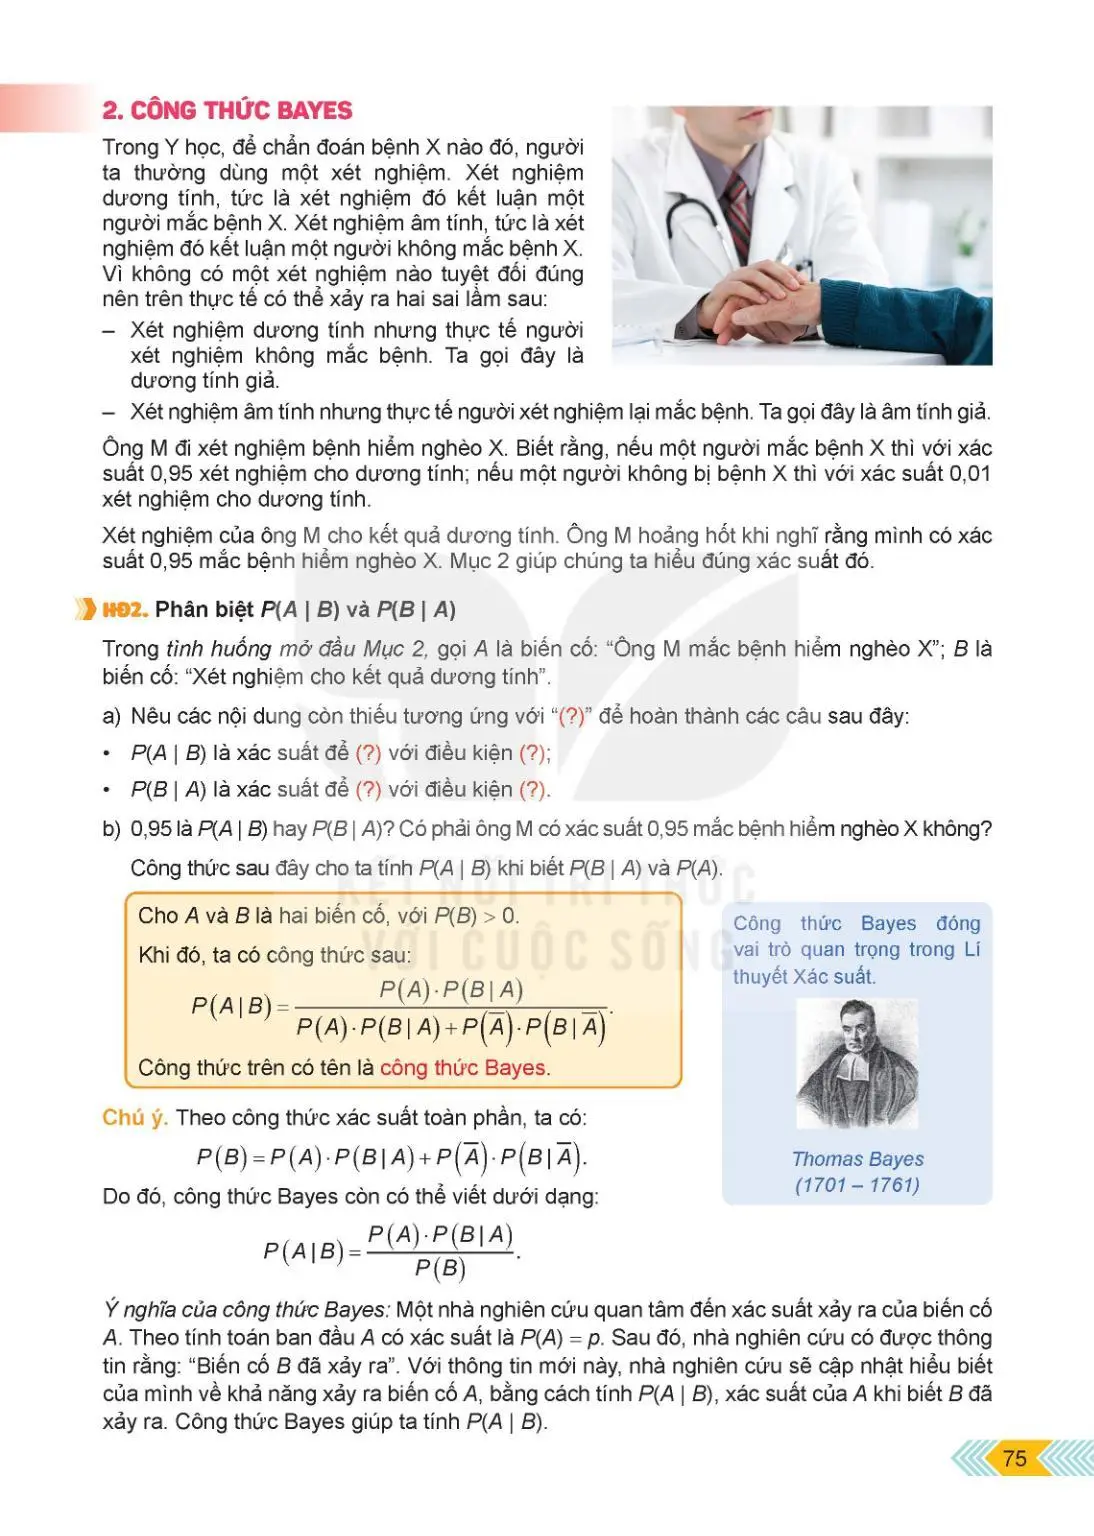 2. CÔNG THỨC BAYES
Trong Y học, để chẩn đoán bệnh X nào đó, người
ta thường dùng một xét nghiệm. Xét nghiệm
dương tính, tức là xét nghiệm đó kết luận một
người mắc bệnh X. Xét nghiệm âm tính, tức là xét
nghiệm đó kết luận một người không mắc bệnh X.
Vì không có một xét nghiệm nào tuyệt đối đúng
nên trên thực tế có thể xảy ra hai sai lầm sau:
– Xét nghiệm dương tính nhưng thực tế người
xét nghiệm không mắc bệnh. Ta gọi đây là
dương tính giả.
– Xét nghiệm âm tính nhưng thực tế người xét nghiệm lại mắc bệnh. Ta gọi đây là âm tính giả.
Ông M đi xét nghiệm bệnh hiểm nghèo X. Biết rằng, nếu một người mắc bệnh X thì với xác
suất 0,95 xét nghiệm cho dương tính; nếu một người không bị bệnh X thì với xác suất 0,01
xét nghiệm cho dương tính.
Xét nghiệm của ông M cho kết quả dương tính. Ông M hoảng hốt khi nghĩ rằng mình có xác
suất 0,95 mắc bệnh hiểm nghèo X. Mục 2 giúp chúng ta hiểu đúng xác suất đó.
HĐ2. Phân biệt P(A | B) và P(B | A)
Trong tình huống mở đầu Mục 2, gọi A là biến cố: “Ông M mắc bệnh hiểm nghèo X”; B là
biến cố: “Xét nghiệm cho kết quả dương tính”.
a) Nêu các nội dung còn thiếu tương ứng với “(?)” để hoàn thành các câu sau đây:
• P(A | B) là xác suất để (?) với điều kiện (?);
• P(B | A) là xác suất để (?) với điều kiện (?).
b) 0,95 là P(A | B) hay P(B | A)? Có phải ông M có xác suất 0,95 mắc bệnh hiểm nghèo X không?
Công thức sau đây cho ta tính P(A | B) khi biết P(B | A) và P(A).
KẾT NỐI TRI THỨC
VỚI CUỘC SỐNG
Cho A và B là hai biến cố, với P(B) > 0.
Khi đó, ta có công thức sau:
P(A | B) = P(A) · P(B | A) / (P(A) · P(B | A) + P(A̅) · P(B | A̅)).
Công thức trên có tên là công thức Bayes.
Công thức Bayes đóng
vai trò quan trọng trong Lí
thuyết Xác suất.
Thomas Bayes
(1701 – 1761)
Chú ý. Theo công thức xác suất toàn phần, ta có:
P(B) = P(A) · P(B | A) + P(A̅) · P(B | A̅).
Do đó, công thức Bayes còn có thể viết dưới dạng:
P(A | B) = P(A) · P(B | A) / P(B).
Ý nghĩa của công thức Bayes: Một nhà nghiên cứu quan tâm đến xác suất xảy ra của biến cố
A. Theo tính toán ban đầu A có xác suất là P(A) = p. Sau đó, nhà nghiên cứu có được thông
tin rằng: “Biến cố B đã xảy ra”. Với thông tin mới này, nhà nghiên cứu sẽ cập nhật hiểu biết
của mình về khả năng xảy ra biến cố A, bằng cách tính P(A | B), xác suất của A khi biết B đã
xảy ra. Công thức Bayes giúp ta tính P(A | B).
75